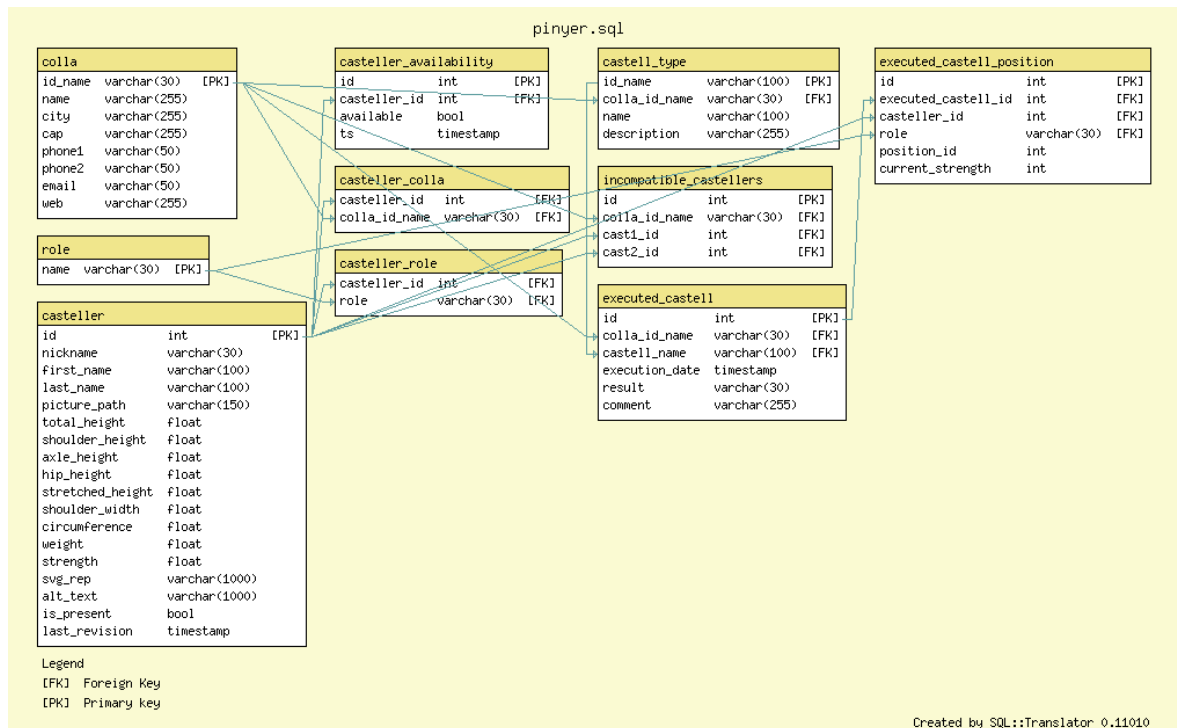 pinyer.sql
colla
id_name varchar(30) [PK]
name varchar(255)
city varchar(255)
cap varchar(255)
phone1 varchar(50)
phone2 varchar(50)
email varchar(50)
web varchar(255)
role
name varchar(30) [PK]
casteller
id int [PK]
nickname varchar(30)
first_name varchar(100)
last_name varchar(100)
picture_path varchar(150)
total_height float
shoulder_height float
axle_height float
hip_height float
stretched_height float
shoulder_width float
circumference float
weight float
strength float
svg_rep varchar(1000)
alt_text varchar(1000)
is_present bool
last_revision timestamp
casteller_availability
id int [PK]
casteller_id int [FK]
available bool
ts timestamp
casteller_colla
casteller_id int [FK]
colla_id_name varchar(30) [FK]
casteller_role
casteller_id int [FK]
role varchar(30) [FK]
castell_type
id_name varchar(100) [PK]
colla_id_name varchar(30) [FK]
name varchar(100)
description varchar(255)
incompatible_castellers
id int [PK]
colla_id_name varchar(30) [FK]
cast1_id int [FK]
cast2_id int [FK]
executed_castell
id int [PK]
colla_id_name varchar(30) [FK]
castell_name varchar(100) [FK]
execution_date timestamp
result varchar(30)
comment varchar(255)
executed_castell_position
id int [PK]
executed_castell_id int [FK]
casteller_id int [FK]
role varchar(30) [FK]
position_id int
current_strength int
Legend
[FK] Foreign Key
[PK] Primary key
Created by SQL::Translator 0.11010